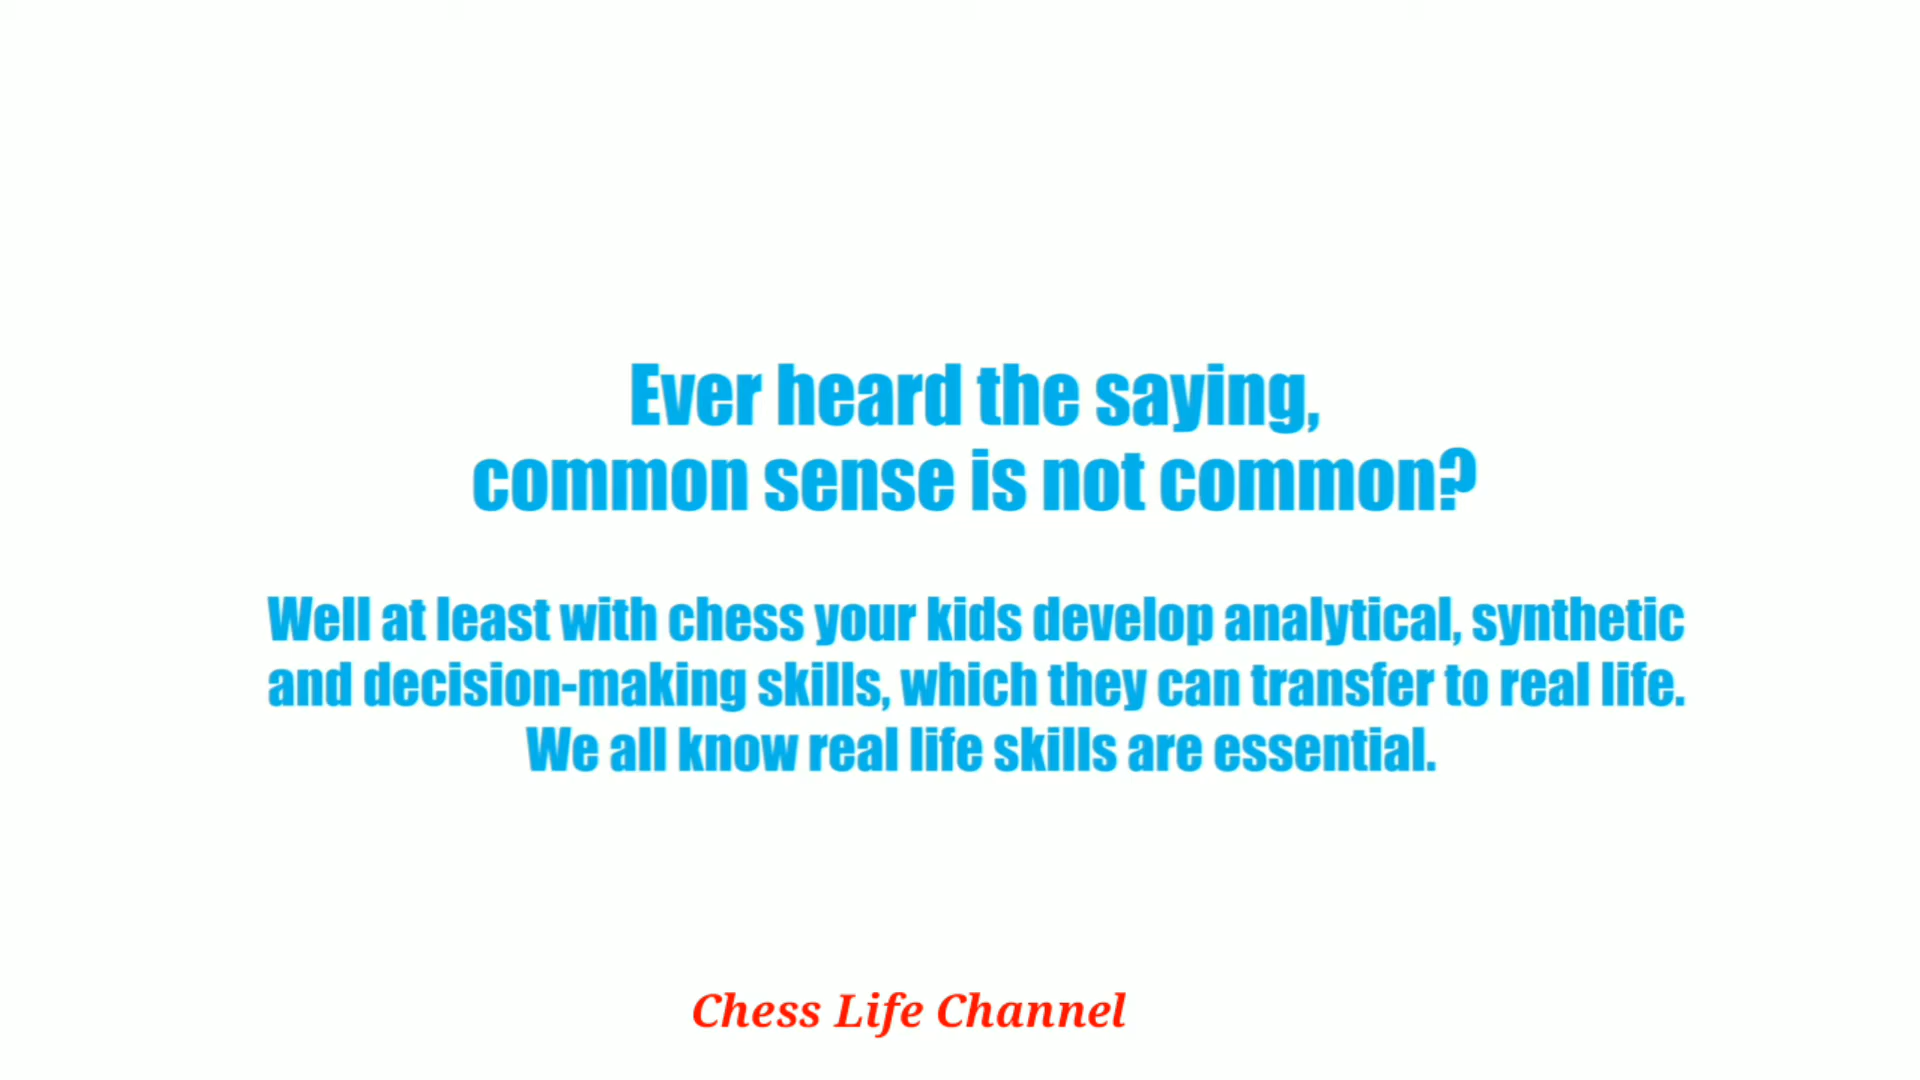 Ever heard the saying,
common sense is not common?
Well at least with chess your kids develop analytical, synthetic
and decision-making skills, which they can transfer to real life.
We all know real life skills are essential.
Chess Life Channel